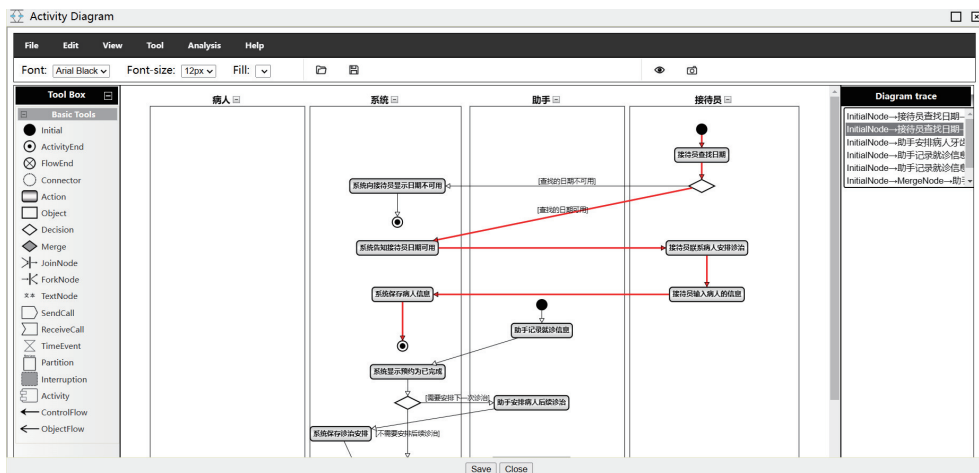 Activity Diagram
File Edit View Tool Analysis Help
Font: Arial Black Font-size: 12px Fill:
Tool Box
Basic Tools
Initial
ActivityEnd
FlowEnd
Connector
Action
Object
Decision
Merge
JoinNode
ForkNode
文本 TextNode
SendCall
ReceiveCall
TimeEvent
Partition
Interruption
Activity
ControlFlow
ObjectFlow
病人 系统 助手 接待员
接待员查找日期
系统向接待员显示日期不可用
[查找的日期不可用]
[查找的日期可用]
系统告知接待员日期可用
接待员联系病人安排诊治
系统保存病人信息
接待员输入病人的信息
助手记录就诊信息
系统显示预约为已完成
[需要安排下一次诊治]
助手安排病人后续诊治
系统保存诊治安排
[不需要安排后续诊治]
Diagram trace
InitialNode→接待员查找日期—
InitialNode→接待员查找日期—
InitialNode→助手安排病人牙
InitialNode→助手记录就诊信息
InitialNode→助手记录就诊信息
InitialNode→MergeNode→助
Save Close